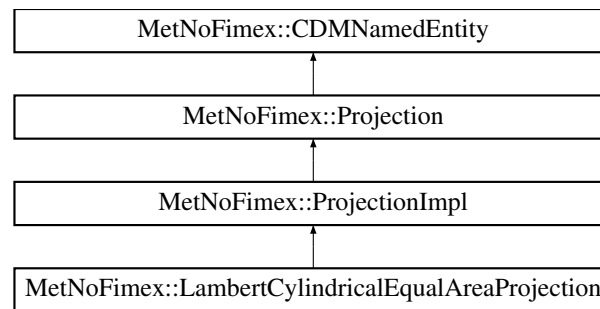 MetNoFimex::CDMNamedEntity
MetNoFimex::Projection
MetNoFimex::ProjectionImpl
MetNoFimex::LambertCylindricalEqualAreaProjection